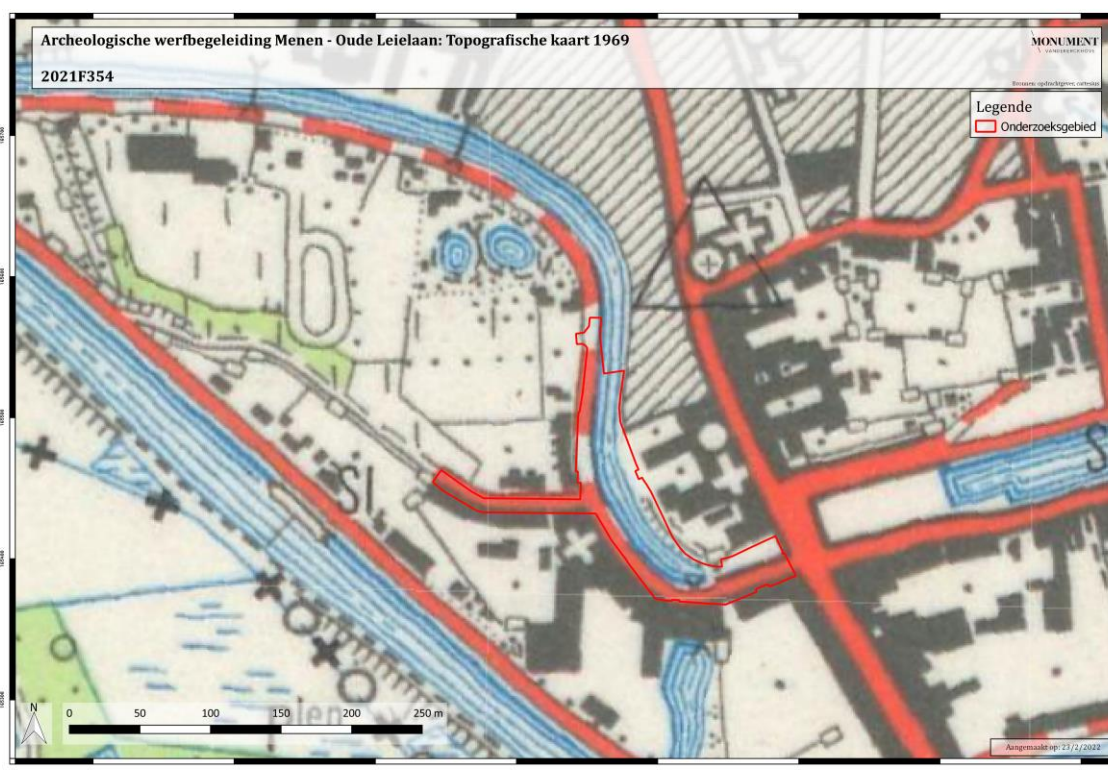 Archeologische werfbegeleiding Menen - Oude Leielaan: Topografische kaart 1969
2021F354
MONUMENT
VANDEKERCKHOVE
Bronnen: opdrachtgever, cartesius
Legende
Onderzoeksgebied
Sl.
S
N
0 50 100 150 200 250 m
Aangemaakt op: 23/2/2022